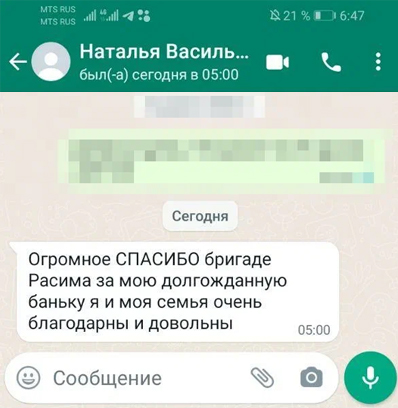 MTS RUS
MTS RUS
21 % 6:47
Наталья Василь...
был(-а) сегодня в 05:00
Сегодня
Огромное СПАСИБО бригаде
Расима за мою долгожданную
баньку я и моя семья очень
благодарны и довольны
05:00
Сообщение